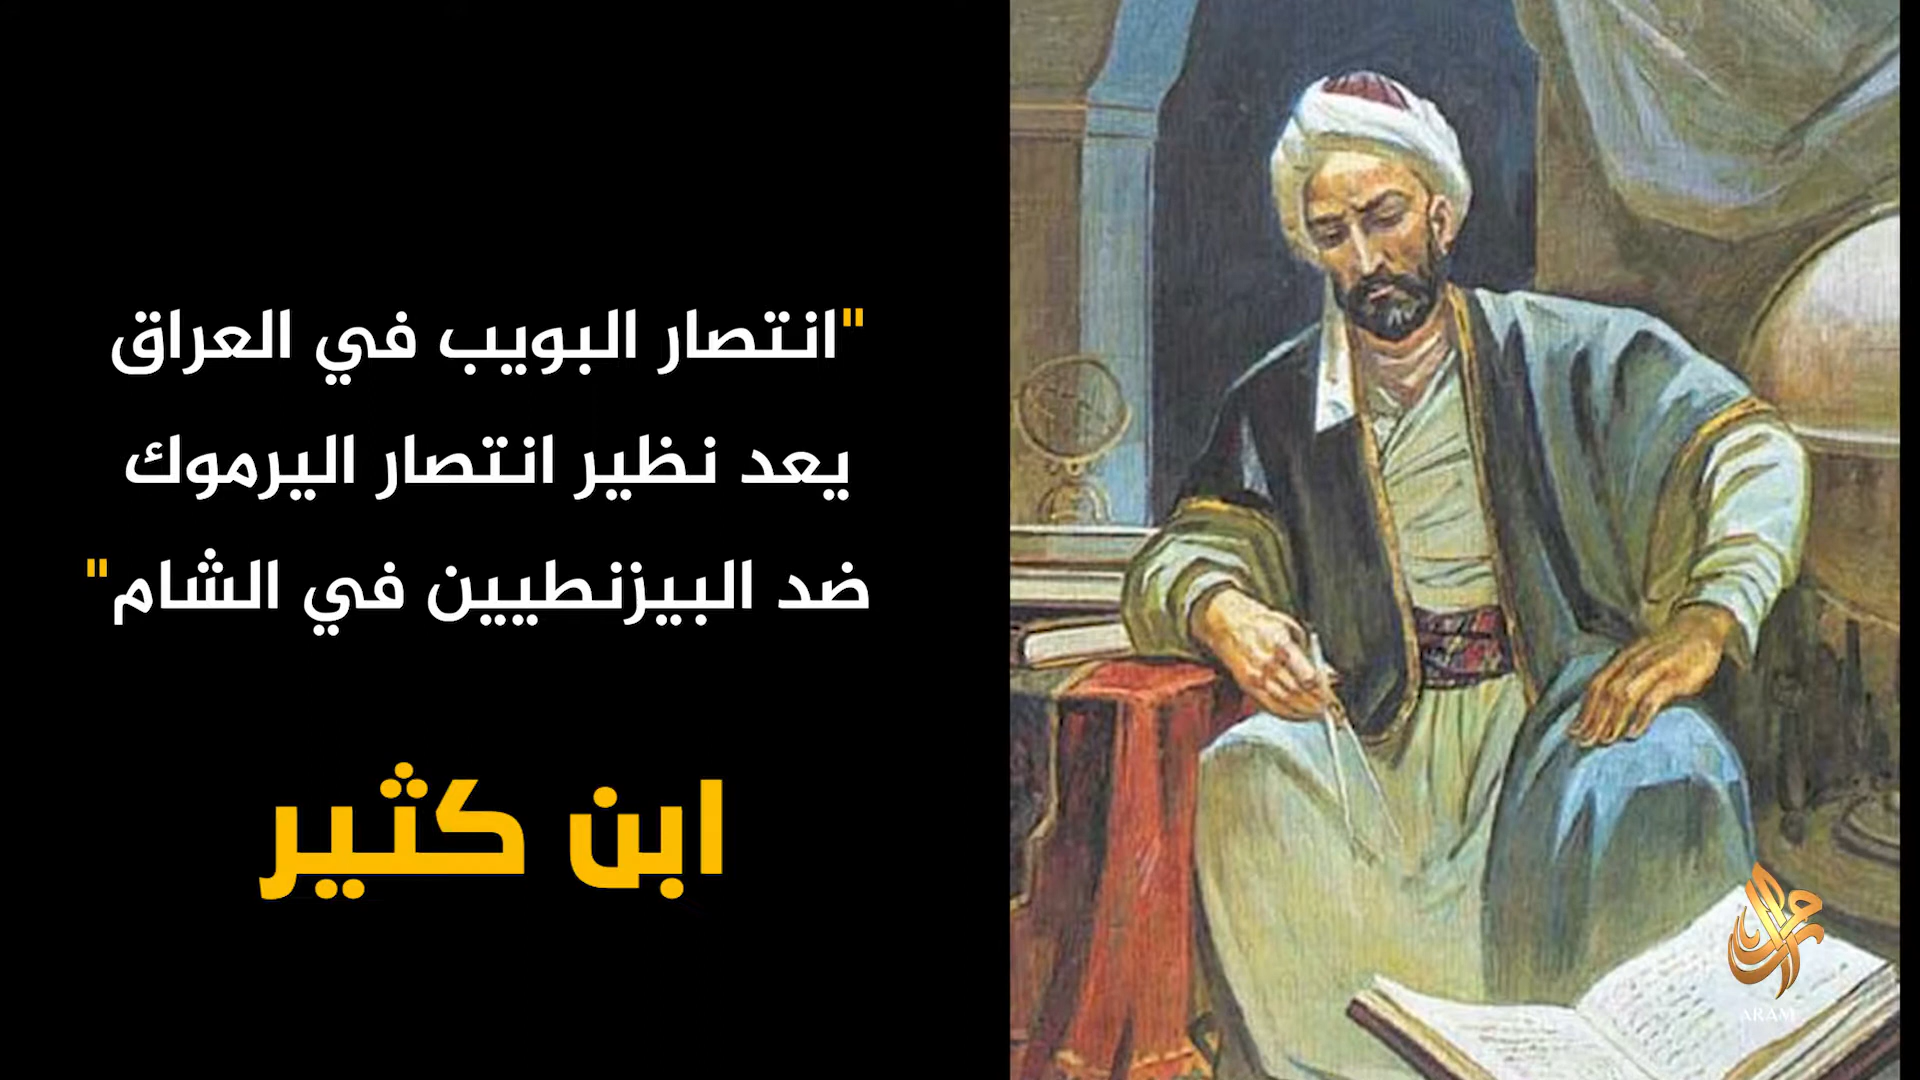 "انتصار البويب في العراق
يعد نظير انتصار اليرموك
ضد البيزنطيين في الشام"
ابن كثير
ARAM